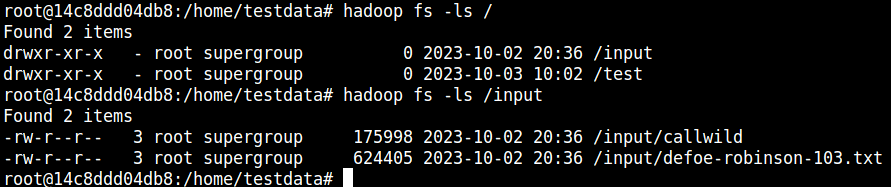 root@14c8ddd04db8:/home/testdata# hadoop fs -ls /
Found 2 items
drwxr-xr-x   - root supergroup          0 2023-10-02 20:36 /input
drwxr-xr-x   - root supergroup          0 2023-10-03 10:02 /test
root@14c8ddd04db8:/home/testdata# hadoop fs -ls /input
Found 2 items
-rw-r--r--   3 root supergroup     175998 2023-10-02 20:36 /input/callwild
-rw-r--r--   3 root supergroup     624405 2023-10-02 20:36 /input/defoe-robinson-103.txt
root@14c8ddd04db8:/home/testdata#